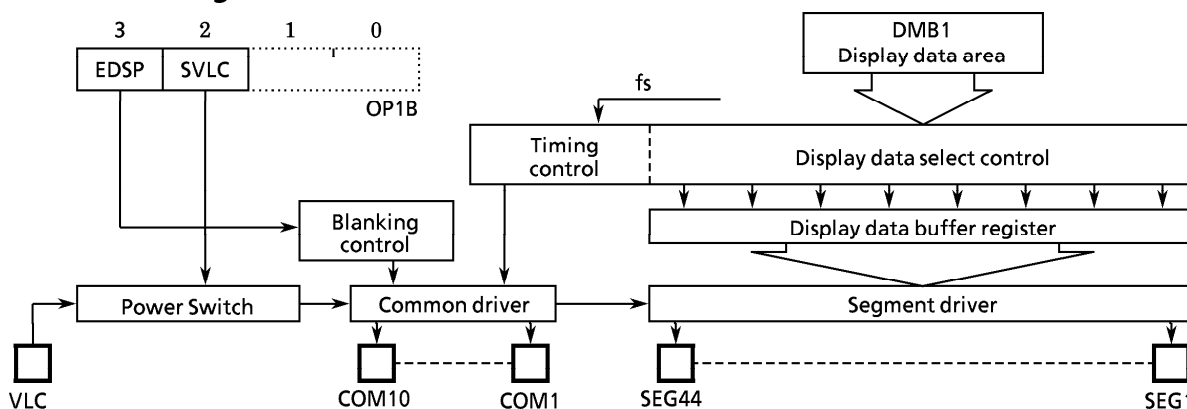 3 2 1 0
EDSP SVLC
OP1B
DMB1
Display data area
fs
Timing
control
Display data select control
Blanking
control
Display data buffer register
Power Switch
Common driver
Segment driver
VLC
COM10
COM1
SEG44
SEG1